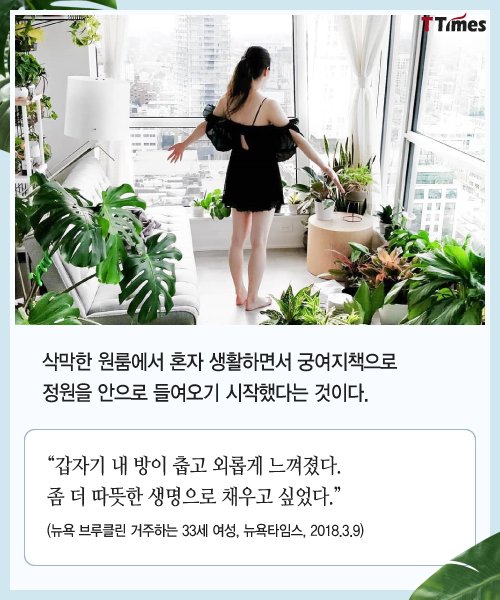 TTimes
삭막한 원룸에서 혼자 생활하면서 궁여지책으로
정원을 안으로 들여오기 시작했다는 것이다.
“갑자기 내 방이 춥고 외롭게 느껴졌다.
좀 더 따뜻한 생명으로 채우고 싶었다.”
(뉴욕 브루클린 거주하는 33세 여성, 뉴욕타임스, 2018.3.9)